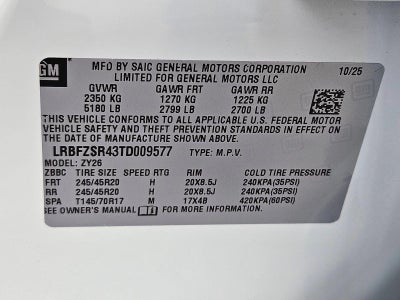 GM
MFD BY SAIC GENERAL MOTORS CORPORATION 10/25
LIMITED FOR GENERAL MOTORS LLC
GVWR GAWR FRT GAWR RR
2350 KG 1270 KG 1225 KG
5180 LB 2799 LB 2700 LB
THIS VEHICLE CONFORMS TO ALL APPLICABLE U.S. FEDERAL MOTOR
VEHICLE SAFETY AND THEFT PREVENTION STANDARDS IN EFFECT ON
THE DATE OF MANUFACTURE SHOWN ABOVE.
LRBFZSR43TD009577 TYPE: M.P.V.
MODEL: ZY26
ZBBC TIRE SIZE SPEED RTG RIM COLD TIRE PRESSURE
FRT 245/45R20 H 20X8.5J 240KPA(35PSI)
RR 245/45R20 H 20X8.5J 240KPA(35PSI)
SPA T145/70R17 M 17X4B 420KPA(60PSI)
SEE OWNER'S MANUAL FOR MORE INFORMATION.